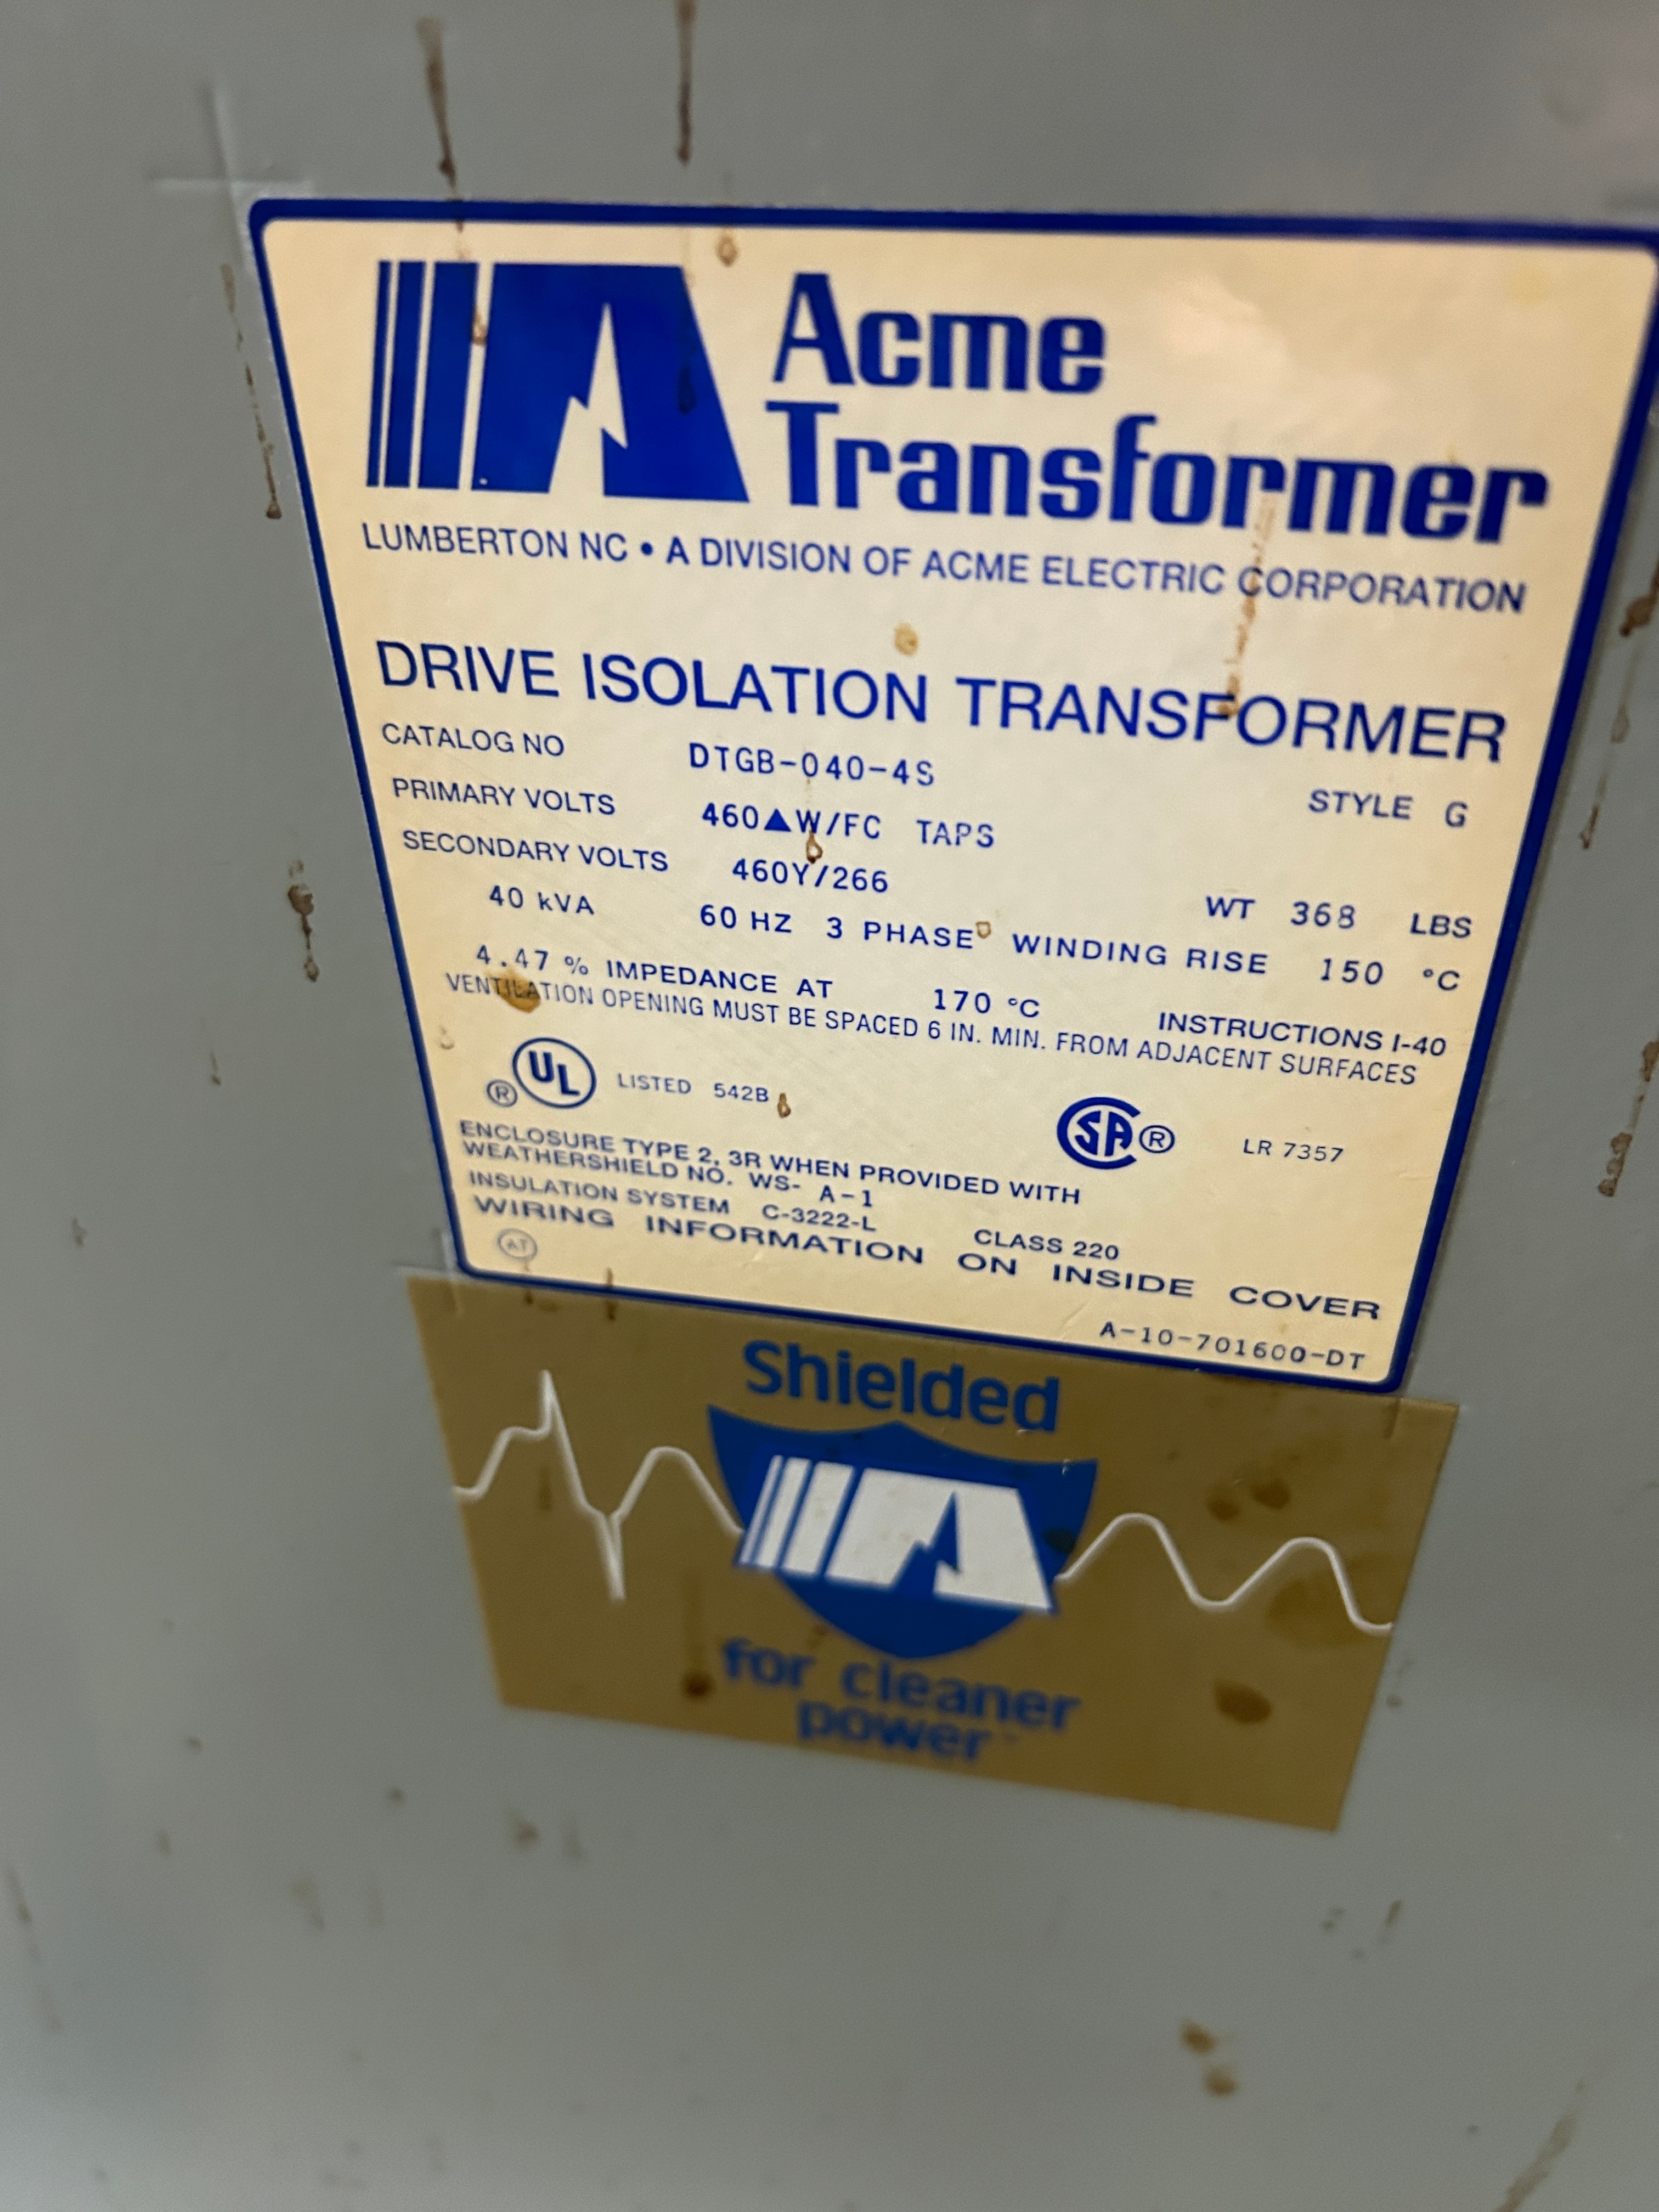 Acme
Transformer
LUMBERTON NC • A DIVISION OF ACME ELECTRIC CORPORATION
DRIVE ISOLATION TRANSFORMER
CATALOG NO DTGB-040-4S STYLE G
PRIMARY VOLTS 460▲W/FC TAPS
SECONDARY VOLTS 460Y/266 WT 368 LBS
40 kVA 60 HZ 3 PHASE WINDING RISE 150 °C
4.47 % IMPEDANCE AT 170 °C INSTRUCTIONS I-40
VENTILATION OPENING MUST BE SPACED 6 IN. MIN. FROM ADJACENT SURFACES
® UL LISTED 542B SA ® LR 7357
ENCLOSURE TYPE 2, 3R WHEN PROVIDED WITH
WEATHERSHIELD NO. WS- A-1
INSULATION SYSTEM C-3222-L CLASS 220
WIRING INFORMATION ON INSIDE COVER
AT
A-10-701600-DT
Shielded
for cleaner
power